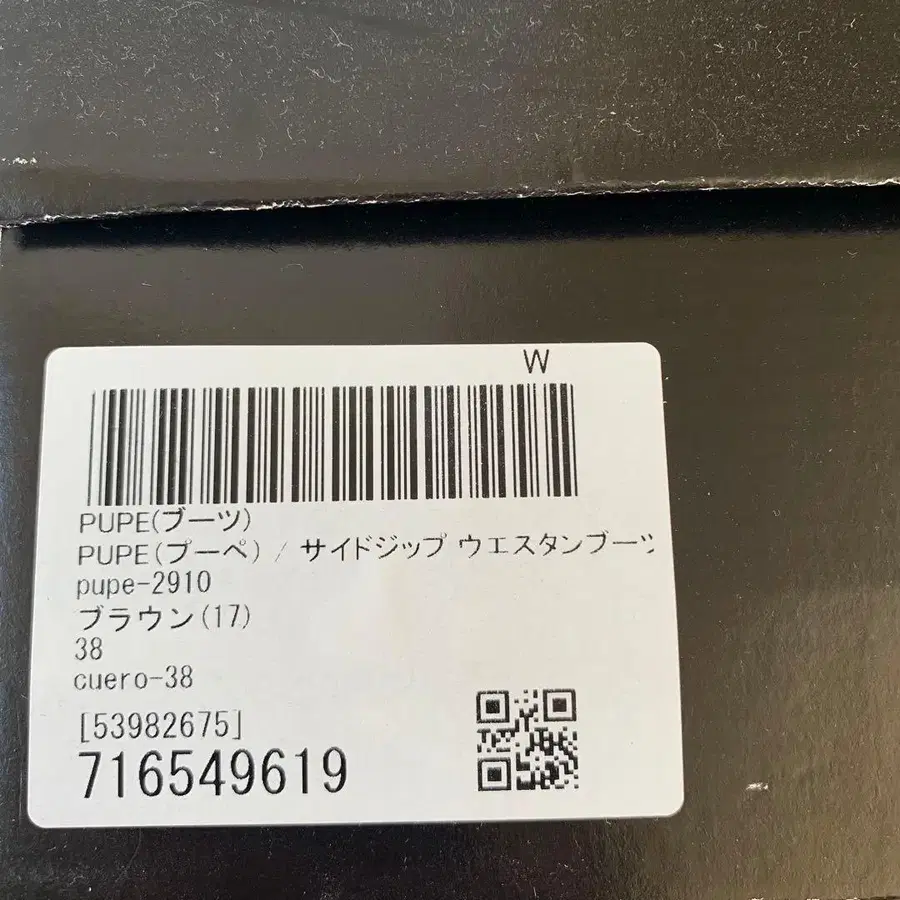 W
PUPE(ブーツ)
PUPE(プーペ) / サイドジップ ウエスタンブーツ
pupe-2910
ブラウン(17)
38
cuero-38
[53982675]
716549619